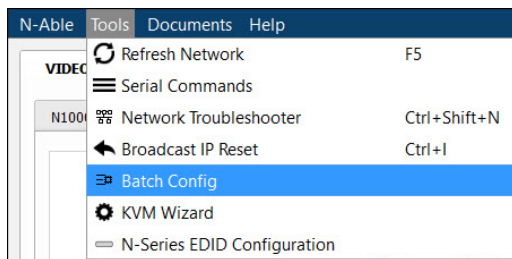 N-Able Tools Documents Help
Refresh Network F5
VIDEO
Serial Commands
N100
Network Troubleshooter Ctrl+Shift+N
Broadcast IP Reset Ctrl+I
Batch Config
KVM Wizard
N-Series EDID Configuration